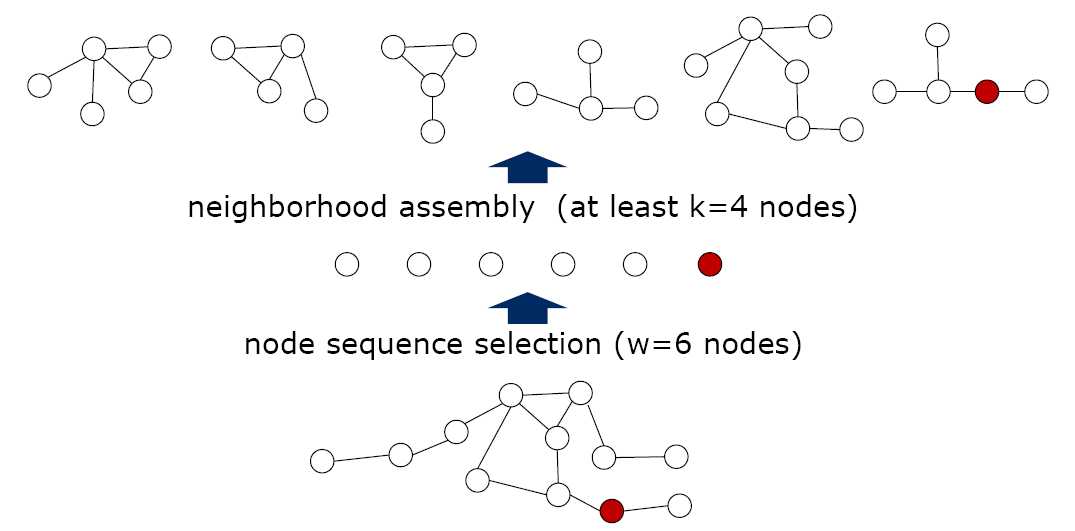 neighborhood assembly  (at least k=4 nodes)
node sequence selection (w=6 nodes)